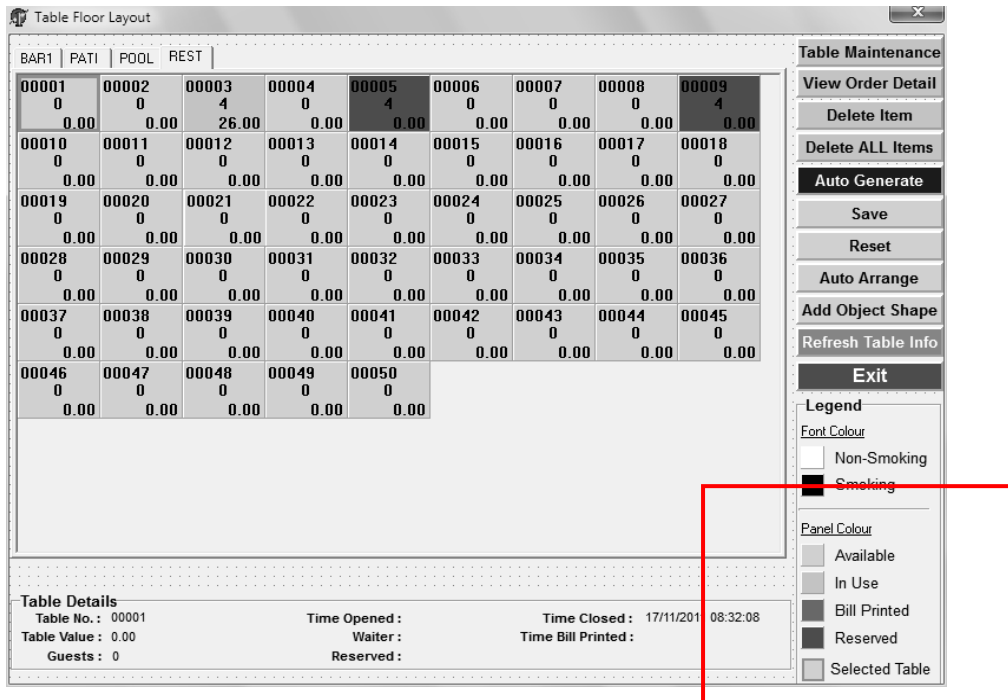 Table Floor Layout
BAR1 PATI POOL REST
00001 00002 00003 00004 00005 00006 00007 00008 00009
0 0 4 0 4 0 0 0 4
0.00 0.00 26.00 0.00 0.00 0.00 0.00 0.00 0.00
00010 00011 00012 00013 00014 00015 00016 00017 00018
0 0 0 0 0 0 0 0 0
0.00 0.00 0.00 0.00 0.00 0.00 0.00 0.00 0.00
00019 00020 00021 00022 00023 00024 00025 00026 00027
0 0 0 0 0 0 0 0 0
0.00 0.00 0.00 0.00 0.00 0.00 0.00 0.00 0.00
00028 00029 00030 00031 00032 00033 00034 00035 00036
0 0 0 0 0 0 0 0 0
0.00 0.00 0.00 0.00 0.00 0.00 0.00 0.00 0.00
00037 00038 00039 00040 00041 00042 00043 00044 00045
0 0 0 0 0 0 0 0 0
0.00 0.00 0.00 0.00 0.00 0.00 0.00 0.00 0.00
00046 00047 00048 00049 00050
0 0 0 0 0
0.00 0.00 0.00 0.00 0.00
Table Maintenance
View Order Detail
Delete Item
Delete ALL Items
Auto Generate
Save
Reset
Auto Arrange
Add Object Shape
Refresh Table Info
Exit
Legend
Font Colour
Non-Smoking
Smoking
Panel Colour
Available
In Use
Bill Printed
Reserved
Selected Table
Table Details
Table No. : 00001 Time Opened : Time Closed : 08:32:08
Table Value : 0.00 Waiter : Time Bill Printed :
Guests : 0 Reserved :